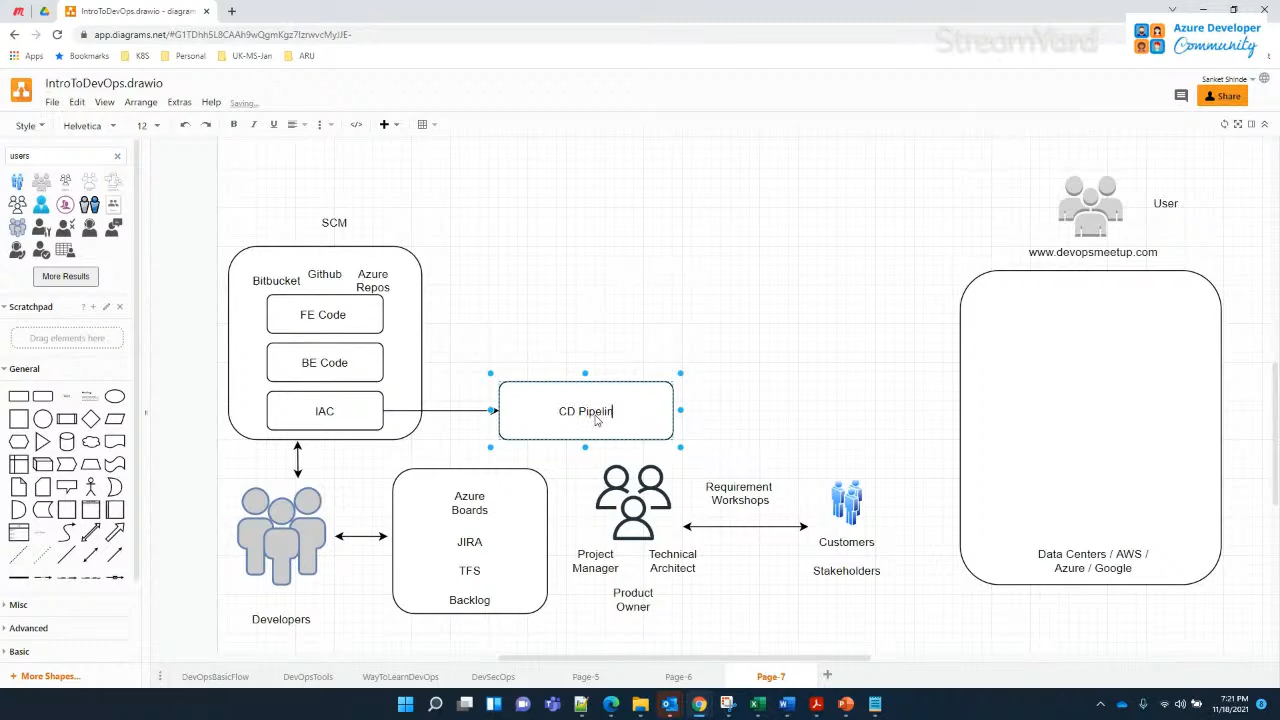 IntroToDevOps.drawio - diagram
app.diagrams.net/#G1TDhh5L8CAAh9wQgmKgz7IzrwvcMyJJE-
StreamYard
Azure Developer
Community
Apps
Bookmarks
K8S
Personal
UK-MS-Jan
ARU
IntroToDevOps.drawio
Sanket Shinde
File
Edit
View
Arrange
Extras
Help
Saving...
Share
Style
Helvetica
12
B
I
U
users
More Results
Scratchpad
Drag elements here
General
Misc
Advanced
Basic
+ More Shapes...
SCM
Bitbucket
Github
Azure
Repos
FE Code
BE Code
IAC
CD Pipelin
User
www.devopsmeetup.com
Data Centers / AWS /
Azure / Google
Azure
Boards
JIRA
TFS
Backlog
Developers
Requirement
Workshops
Project
Manager
Technical
Architect
Product
Owner
Customers
Stakeholders
DevOpsBasicFlow
DevOpsTools
WayToLearnDevOps
DevSecOps
Page-5
Page-6
Page-7
7:21 PM
11/18/2021